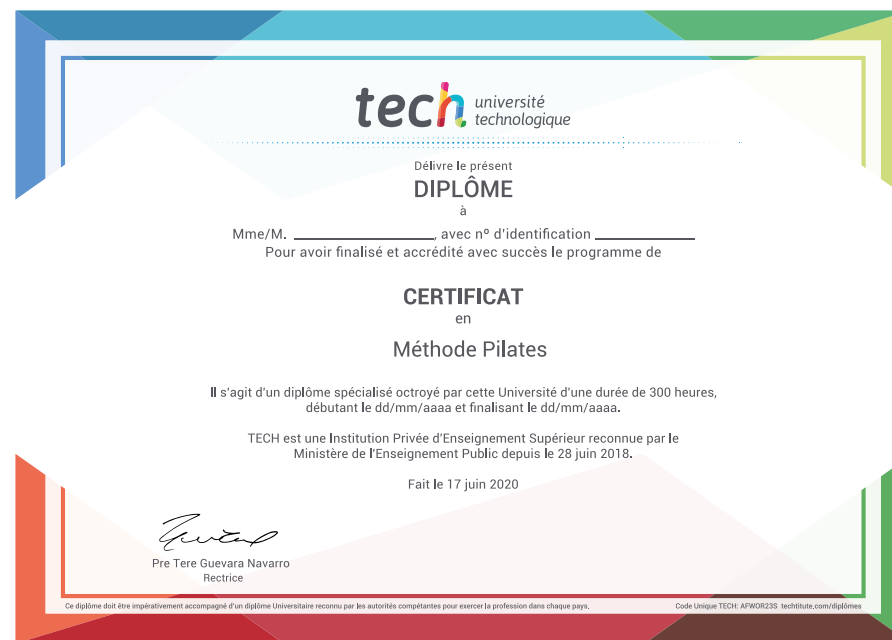 tech université
technologique
Délivre le présent
DIPLÔME
à
Mme/M. ____________________, avec nº d'identification ______________
Pour avoir finalisé et accrédité avec succès le programme de
CERTIFICAT
en
Méthode Pilates
Il s'agit d'un diplôme spécialisé octroyé par cette Université d'une durée de 300 heures,
débutant le dd/mm/aaaa et finalisant le dd/mm/aaaa.
TECH est une Institution Privée d'Enseignement Supérieur reconnue par le
Ministère de l'Enseignement Public depuis le 28 juin 2018.
Fait le 17 juin 2020
Pre Tere Guevara Navarro
Rectrice
Ce diplôme doit être impérativement accompagné d'un diplôme Universitaire reconnu par les autorités compétantes pour exercer la profession dans chaque pays.
Code Unique TECH: AFWOR23S techtitute.com/diplômes